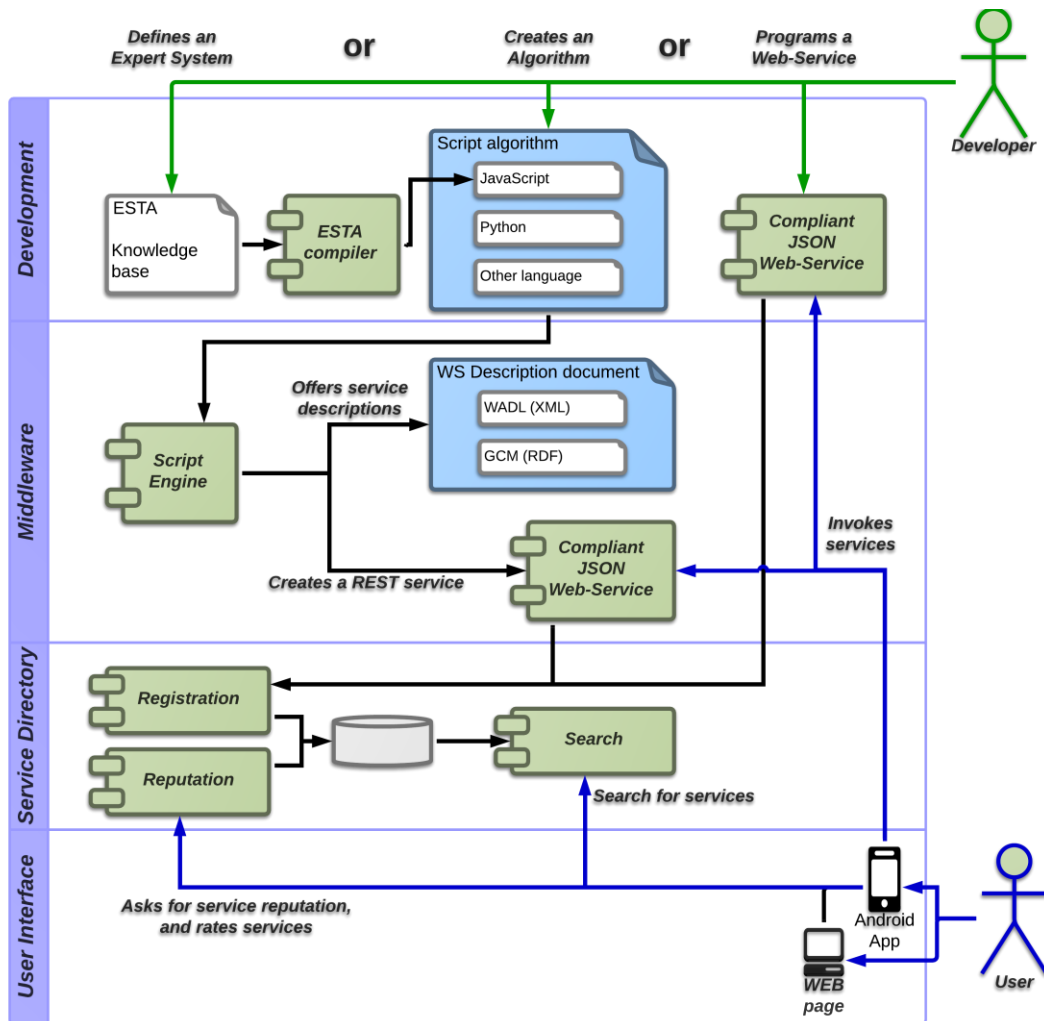 Defines an
Expert System
or
Creates an
Algorithm
or
Programs a
Web-Service
Developer
Development
ESTA
Knowledge
base
ESTA
compiler
Script algorithm
JavaScript
Python
Other language
Compliant
JSON
Web-Service
Middleware
Offers service
descriptions
WS Description document
WADL (XML)
GCM (RDF)
Script
Engine
Creates a REST service
Compliant
JSON
Web-Service
Invokes
services
Service Directory
Registration
Reputation
Search
Search for services
User Interface
Asks for service reputation,
and rates services
Android
App
WEB
page
User